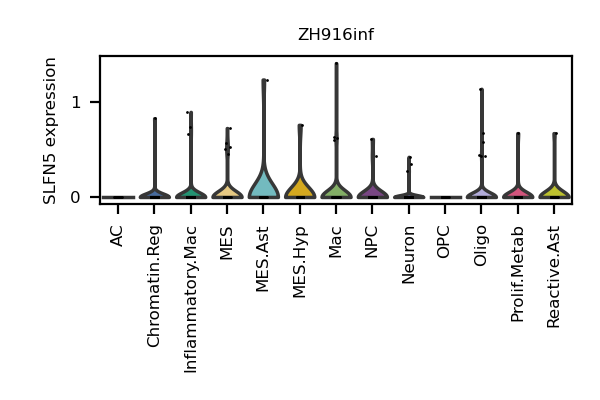 ZH916inf
SLFN5 expression
1
0
AC
Chromatin.Reg
Inflammatory.Mac
MES
MES.Ast
MES.Hyp
Mac
NPC
Neuron
OPC
Oligo
Prolif.Metab
Reactive.Ast